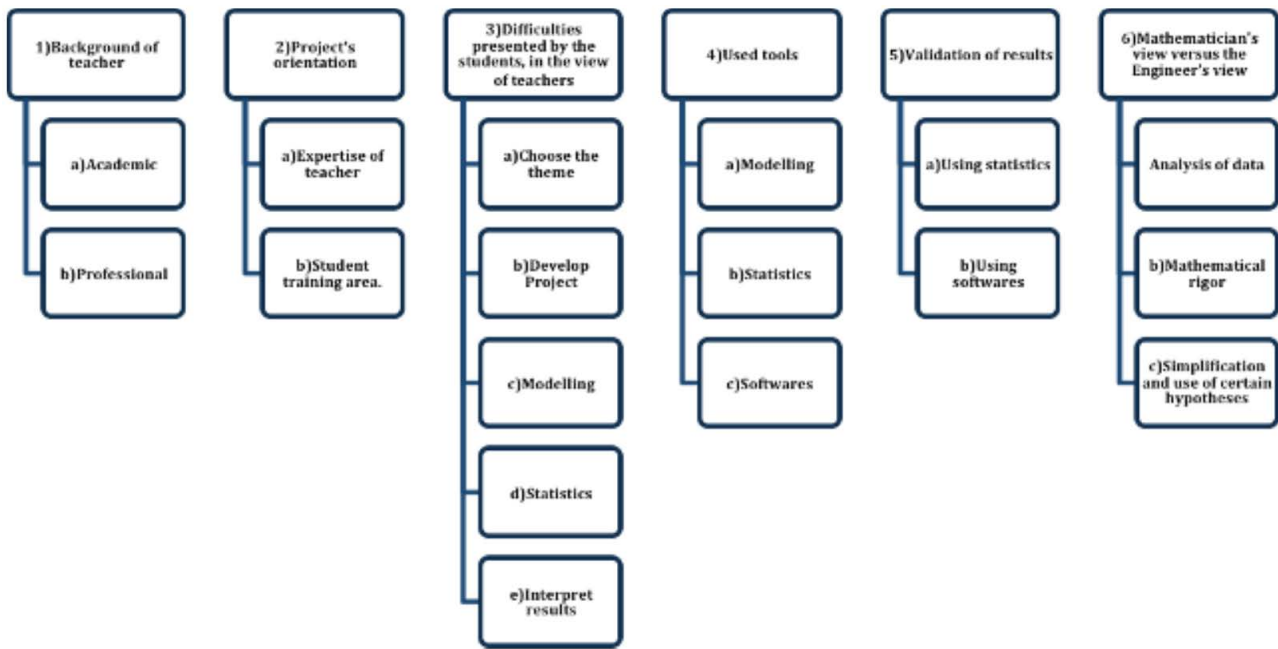 1)Background of
teacher
a)Academic
b)Professional
2)Project's
orientation
a)Expertise of
teacher
b)Student
training area.
3)Difficulties
presented by the
students, in the view
of teachers
a)Choose the
theme
b)Develop
Project
c)Modelling
d)Statistics
e)Interpret
results
4)Used tools
a)Modelling
b)Statistics
c)Softwares
5)Validation of results
a)Using statistics
b)Using
softwares
6)Mathematician's
view versus the
Engineer's view
Analysis of data
b)Mathematical
rigor
c)Simplification
and use of certain
hypotheses